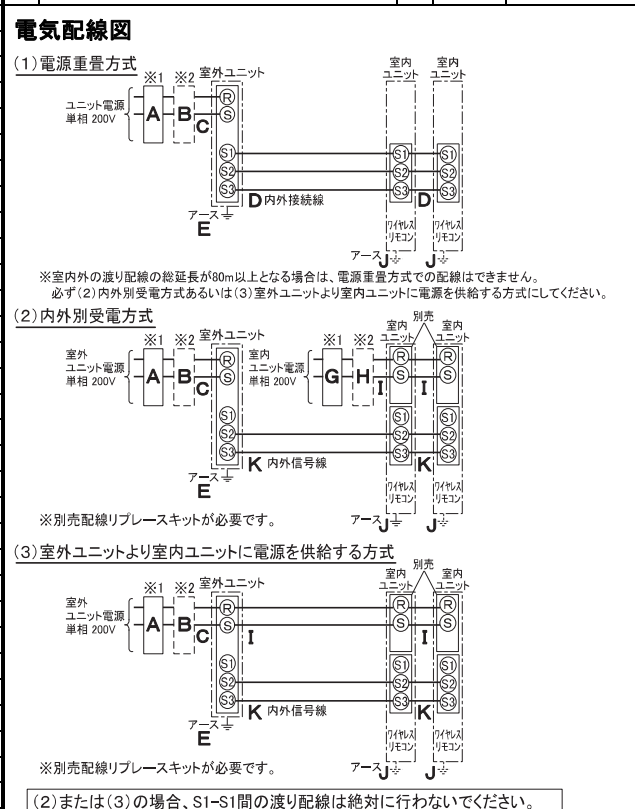 電気配線図
(1)電源重畳方式
※1 ※2 室外ユニット 室内ユニット 室内ユニット
ユニット電源
単相 200V
A B C
R
S
S1 S1 S1
S2 S2 S2
S3 S3 S3
D 内外接続線 D
アース
E
ワイヤレスリモコン ワイヤレスリモコン
アース J J
※室内外の渡り配線の総延長が80m以上となる場合は、電源重畳方式での配線はできません。
必ず(2)内外別受電方式あるいは(3)室外ユニットより室内ユニットに電源を供給する方式にしてください。
(2)内外別受電方式
※1 ※2 室外ユニット ※1 ※2 室内ユニット 別売 室内ユニット
室外
ユニット電源
単相 200V
A B C
室内
ユニット電源
単相 200V
G H I I
R R R
S S S
S1 S1 S1
S2 S2 S2
S3 S3 S3
K 内外信号線 K
アース
E
ワイヤレスリモコン ワイヤレスリモコン
※別売配線リプレースキットが必要です。
アース J J
(3)室外ユニットより室内ユニットに電源を供給する方式
※1 ※2 室外ユニット 室内ユニット 別売 室内ユニット
室外
ユニット電源
単相 200V
A B C I I
R R R
S S S
S1 S1 S1
S2 S2 S2
S3 S3 S3
K 内外信号線 K
アース
E
ワイヤレスリモコン ワイヤレスリモコン
※別売配線リプレースキットが必要です。
アース J J
(2)または(3)の場合、S1-S1間の渡り配線は絶対に行わないでください。